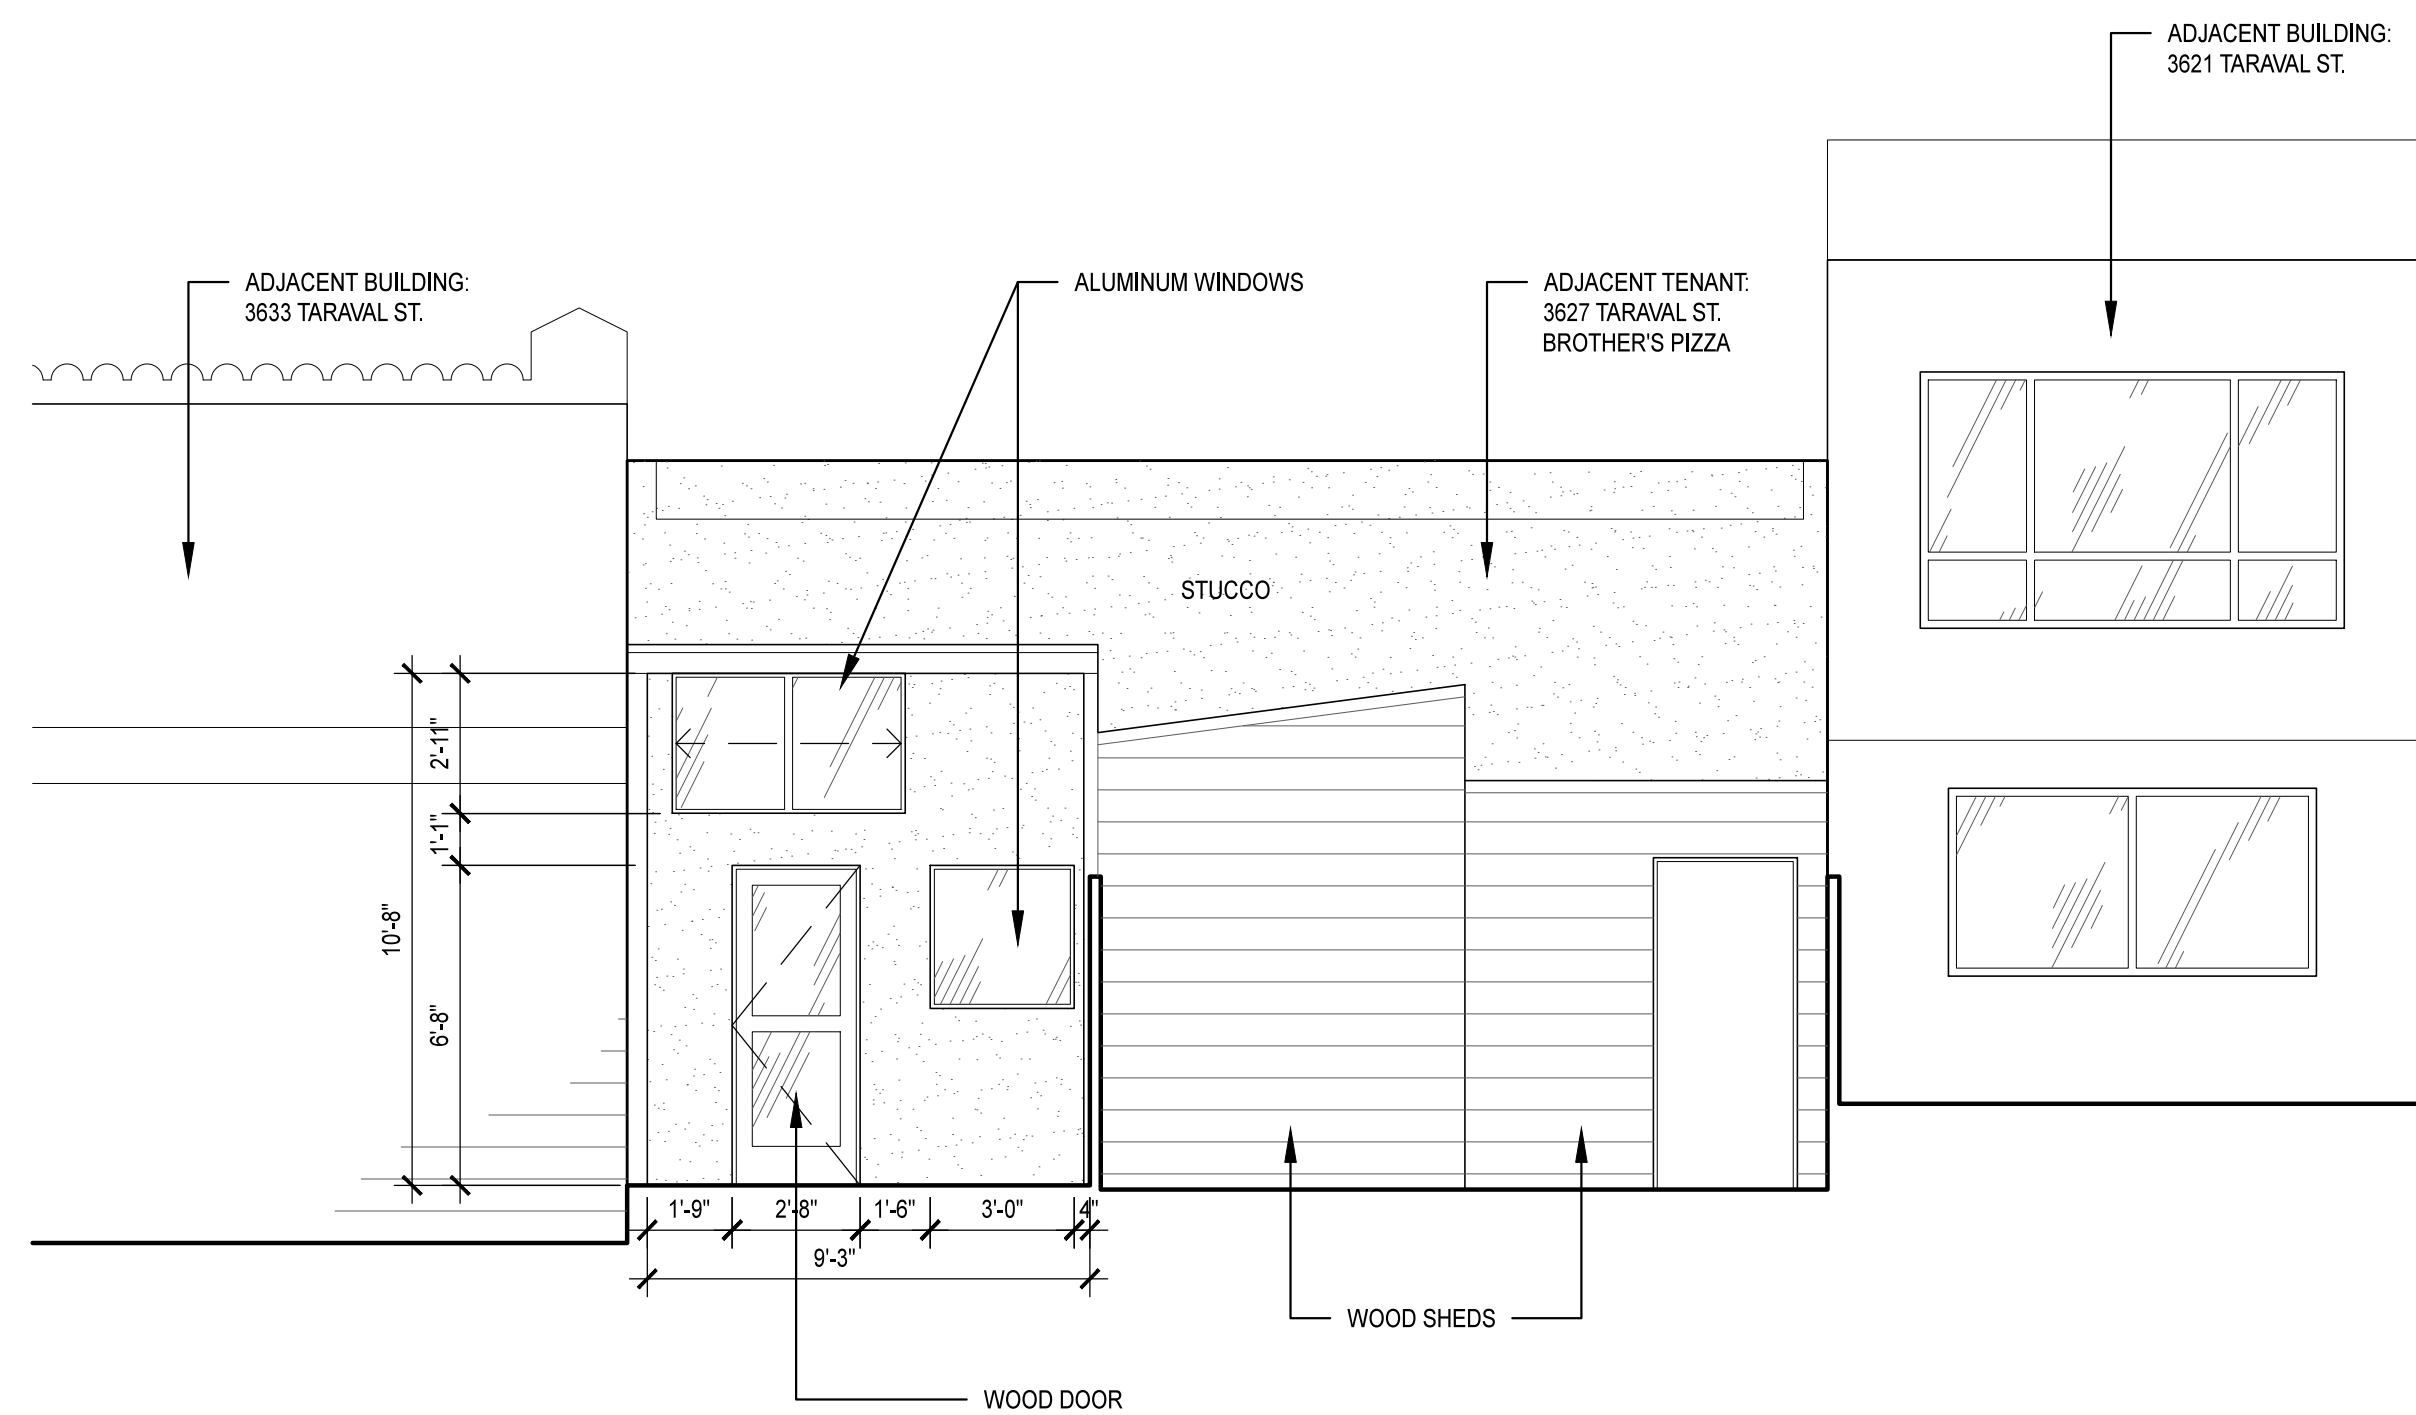 ADJACENT BUILDING:
3621 TARAVAL ST.
ADJACENT BUILDING:
3633 TARAVAL ST.
ALUMINUM WINDOWS
ADJACENT TENANT:
3627 TARAVAL ST.
BROTHER'S PIZZA
STUCCO
2'-11"
1'-1"
10'-8"
6'-8"
1'-9"
2'-8"
1'-6"
3'-0"
4"
9'-3"
WOOD SHEDS
WOOD DOOR